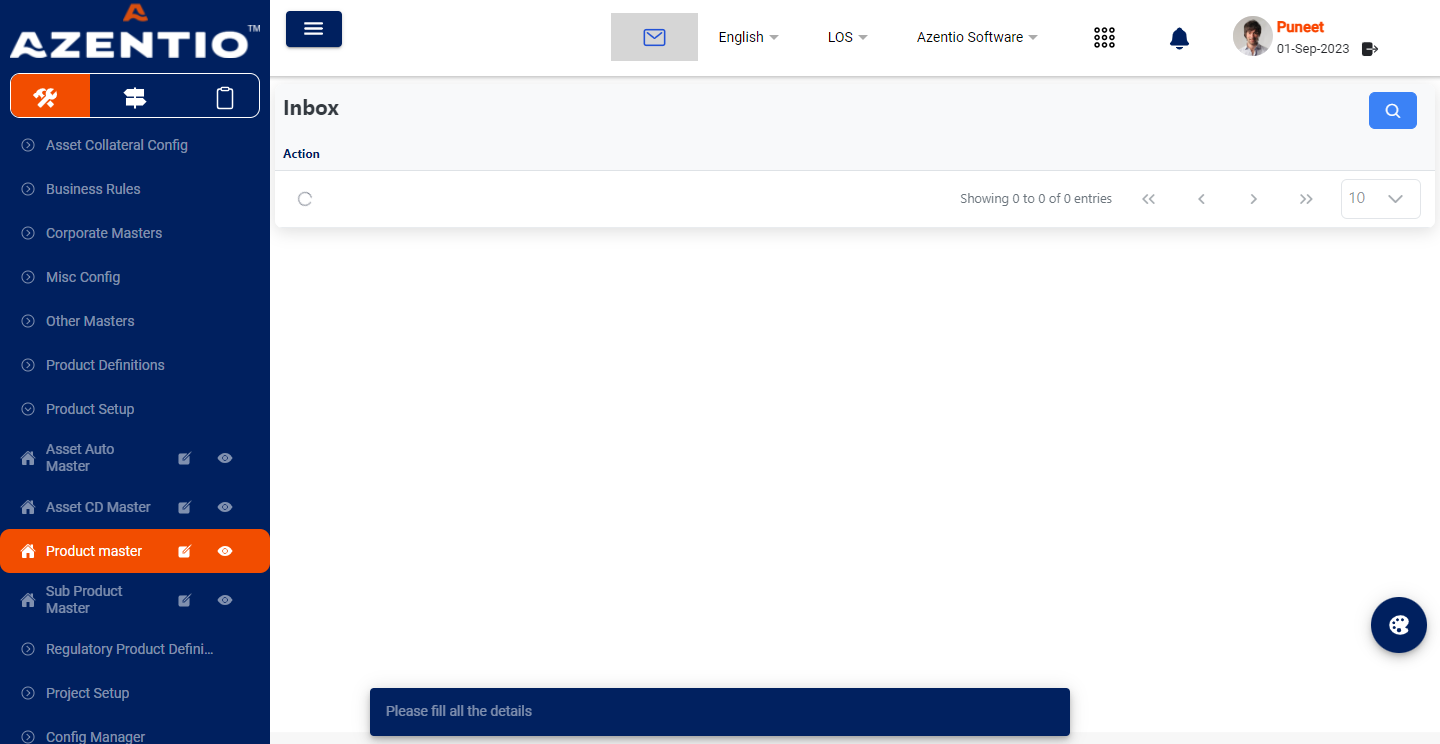 AZENTIO™
English
LOS
Azentio Software
Puneet
01-Sep-2023
Inbox
Action
Showing 0 to 0 of 0 entries
10
Asset Collateral Config
Business Rules
Corporate Masters
Misc Config
Other Masters
Product Definitions
Product Setup
Asset Auto
Master
Asset CD Master
Product master
Sub Product
Master
Regulatory Product Defini...
Project Setup
Config Manager
Please fill all the details